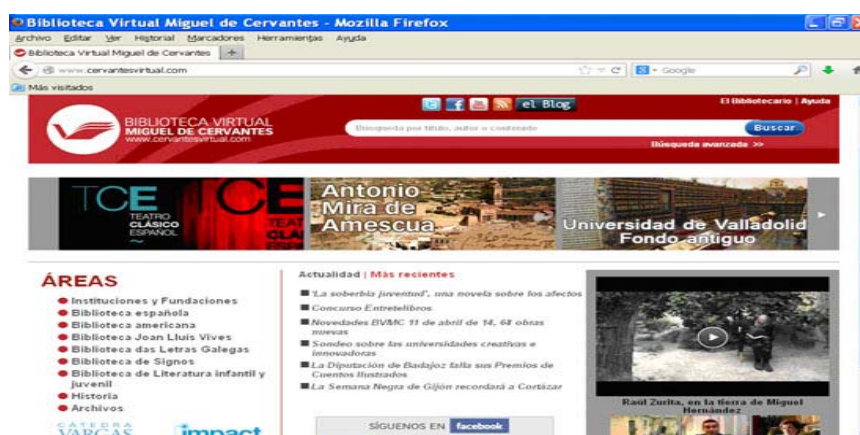 Biblioteca Virtual Miguel de Cervantes - Mozilla Firefox
Archivo Editar Ver Historial Marcadores Herramientas Ayuda
Biblioteca Virtual Miguel de Cervantes +
www.cervantesvirtual.com
Google
Más visitados
el Blog
El Bibliotecario | Ayuda
BIBLIOTECA VIRTUAL
MIGUEL DE CERVANTES
www.cervantesvirtual.com
Búsqueda por título, autor o contenido
Buscar
Búsqueda avanzada >>
TCE
TEATRO
CLÁSICO
ESPAÑOL
Antonio
Mira de
Amescua
Universidad de Valladolid
Fondo antiguo
ÁREAS
Instituciones y Fundaciones
Biblioteca española
Biblioteca americana
Biblioteca Joan Lluís Vives
Biblioteca das Letras Galegas
Biblioteca de Signos
Biblioteca de Literatura infantil y
juvenil
Historia
Archivos
CÁTEDRA
VARGAS
impact
Actualidad | Más recientes
'La soberbia juventud', una novela sobre los afectos
Concurso Entrelibros
Novedades BVMC 11 de abril de 14, 68 obras
nuevas
Sondeo sobre las universidades creativas e
innovadoras
La Diputación de Badajoz falla sus Premios de
Cuentos Ilustrados
La Semana Negra de Gijón recordará a Cortázar
SÍGUENOS EN facebook
Raúl Zurita, en la tierra de Miguel
Hernández